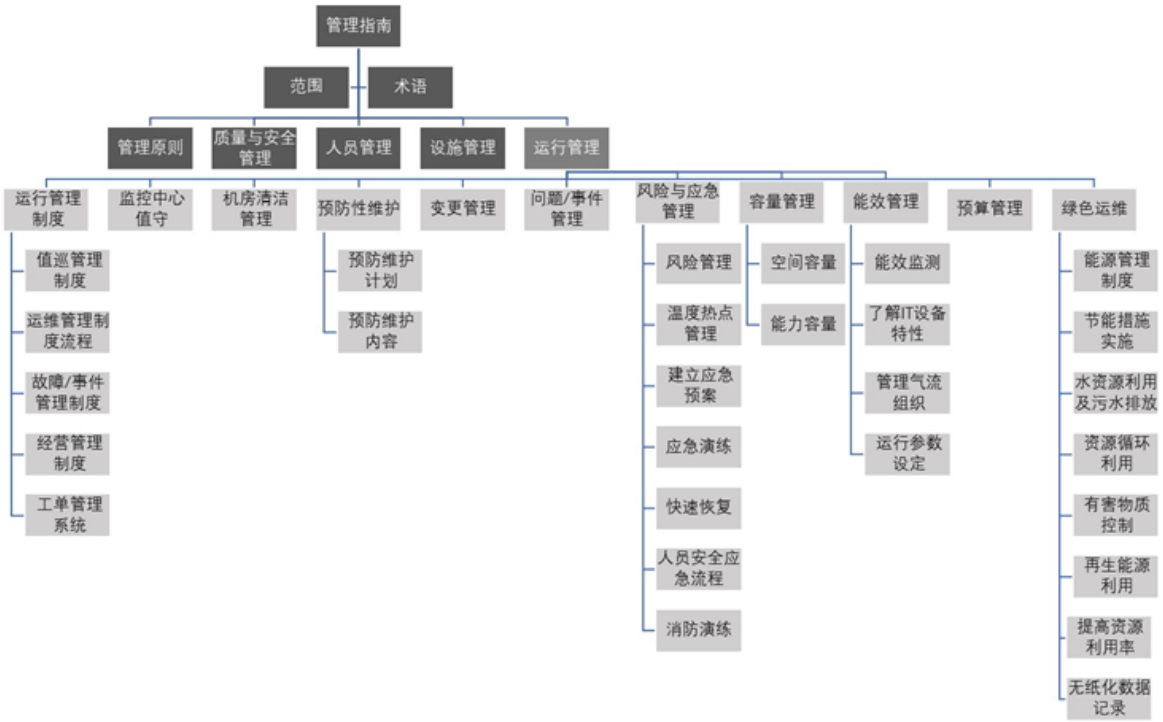 管理指南
范围
术语
管理原则
质量与安全
管理
人员管理
设施管理
运行管理
运行管理
制度
监控中心
值守
机房清洁
管理
预防性维护
变更管理
问题/事件
管理
风险与应急
管理
容量管理
能效管理
预算管理
绿色运维
值巡管理
制度
运维管理制
度流程
故障/事件
管理制度
经营管理
制度
工单管理
系统
预防维护
计划
预防维护
内容
风险管理
温度热点
管理
建立应急
预案
应急演练
快速恢复
人员安全应
急流程
消防演练
空间容量
能力容量
能效监测
了解IT设备
特性
管理气流
组织
运行参数
设定
能源管理
制度
节能措施
实施
水资源利用
及污水排放
资源循环
利用
有害物质
控制
再生能源
利用
提高资源
利用率
无纸化数据
记录